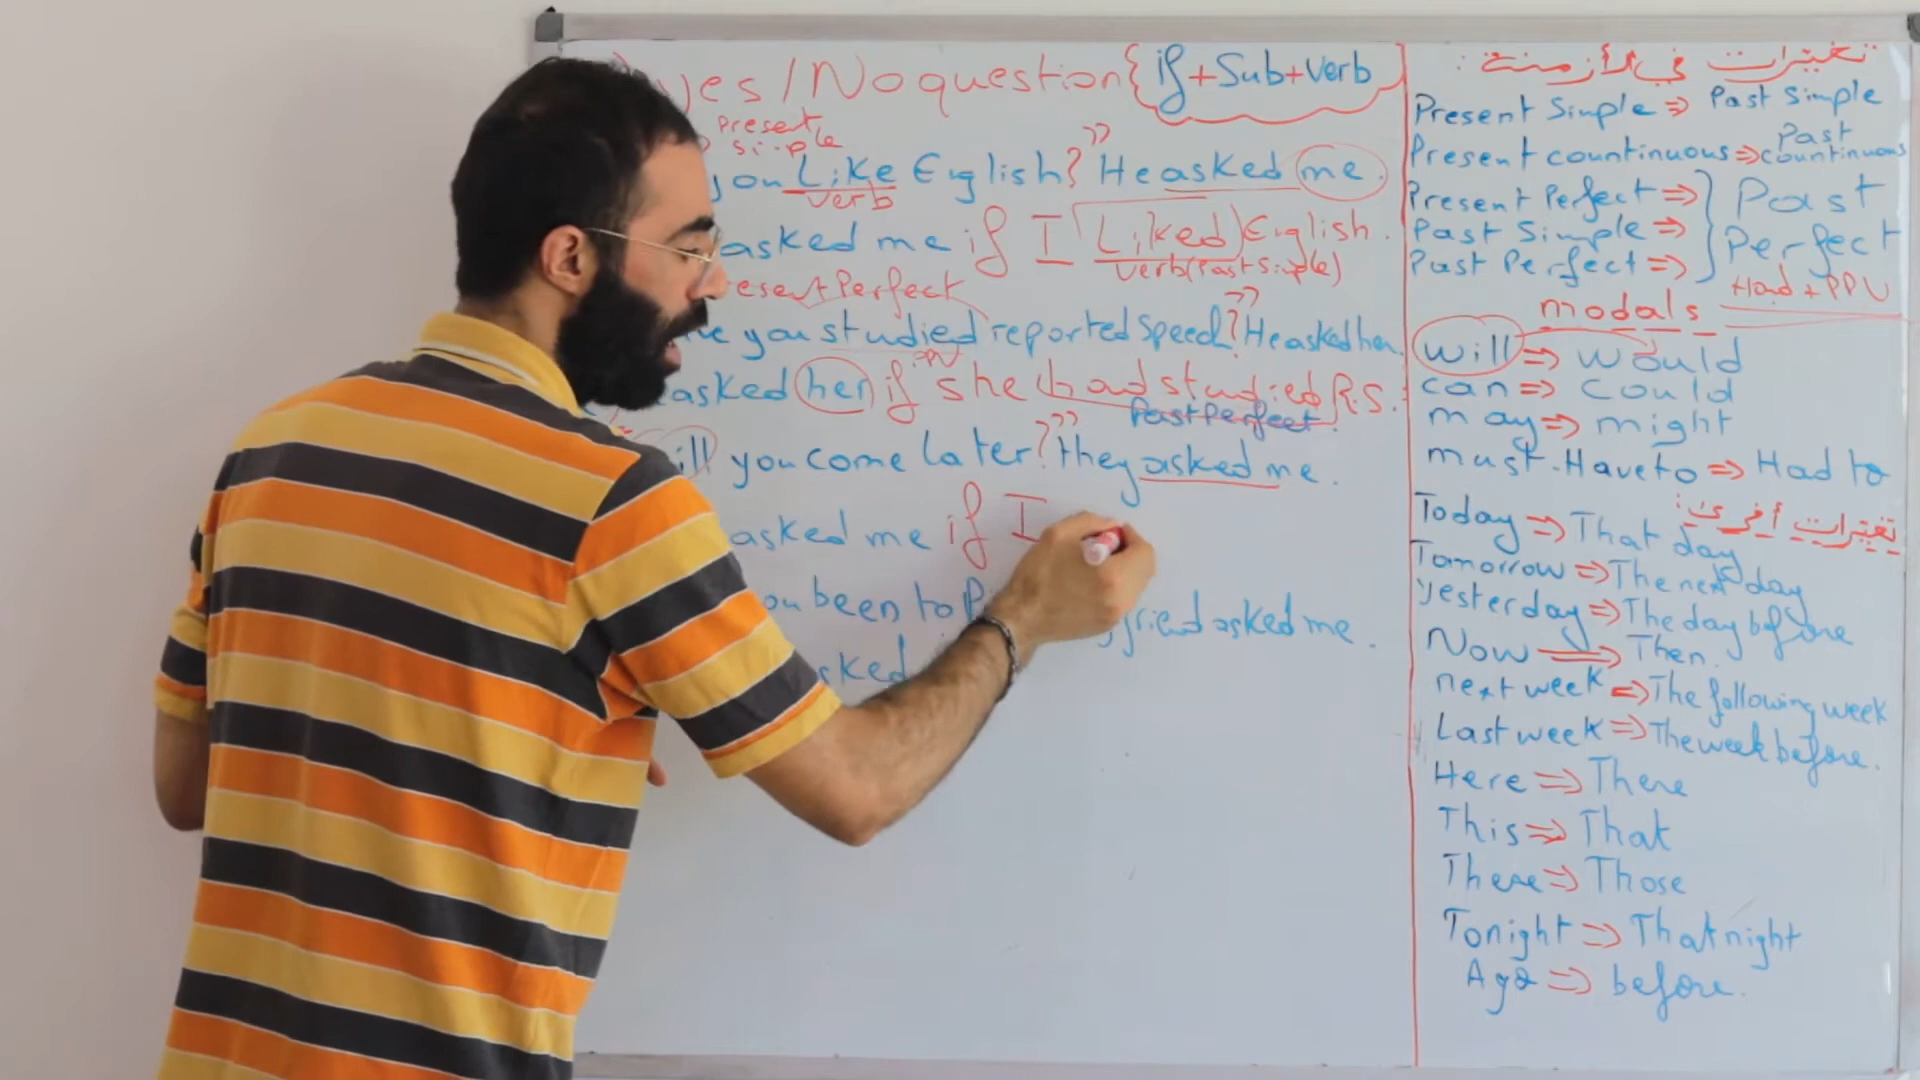 yes/No question {if+Sub+Verb
Present
Simple
you Like English?" He asked me.
Verb
asked me if I Liked English.
Verb(Past Simple)
Present Perfect
you studied reported Speech?" He asked her.
PPV
asked her if she had studied R.S.
Past Perfect.
will you come Later?" They asked me.
asked me if I
you been to friend asked me.
asked
تغيرات في الأزمنة :
Present Simple => Past Simple
Present countinuous => Past countinuous
Present Perfect =>
Past Simple =>
Past Perfect =>
} Past Perfect
Had + PPV
modals
will => would
can => could
may => might
must - Have to => Had to
تغيرات أخرى :
Today => That day
Tomorrow => The next day
Yesterday => The day before
Now => Then.
next week => The following week
Last week => The week before.
Here => There
This => That
These => Those
Tonight => That night
Ago => before.